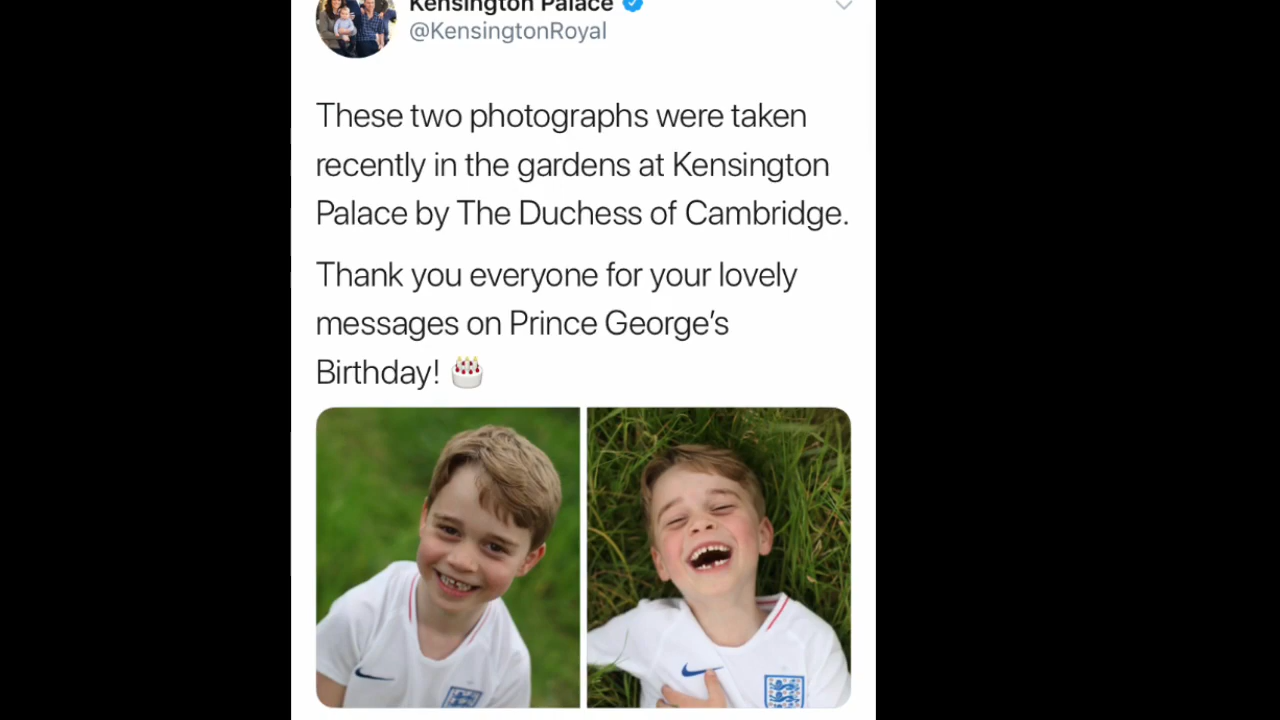 Kensington Palace
@KensingtonRoyal
These two photographs were taken
recently in the gardens at Kensington
Palace by The Duchess of Cambridge.
Thank you everyone for your lovely
messages on Prince George's
Birthday! 🎂